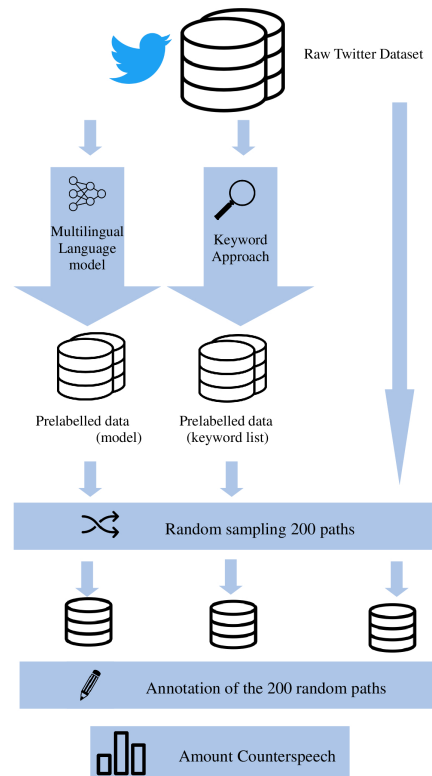 Raw Twitter Dataset
Multilingual
Language
model
Keyword
Approach
Prelabelled data
(model)
Prelabelled data
(keyword list)
Random sampling 200 paths
Annotation of the 200 random paths
Amount Counterspeech